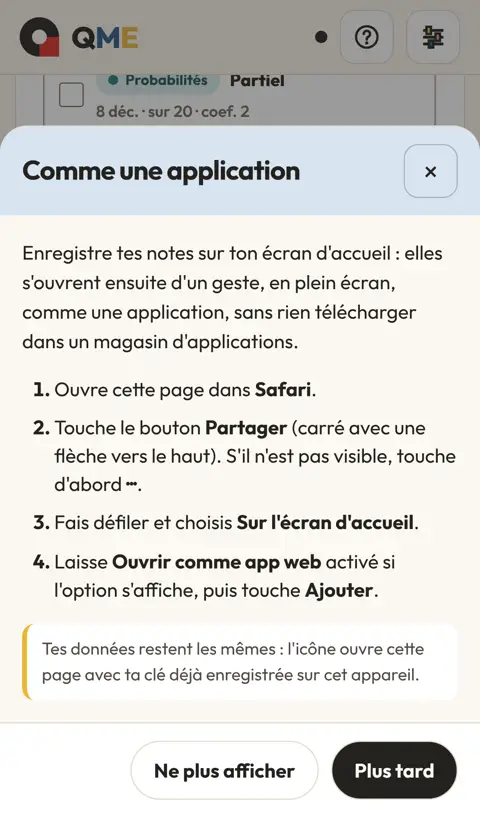 QME
Probabilités Partiel
8 déc. · sur 20 · coef. 2
Comme une application
×
Enregistre tes notes sur ton écran d'accueil : elles
s'ouvrent ensuite d'un geste, en plein écran,
comme une application, sans rien télécharger
dans un magasin d'applications.
1. Ouvre cette page dans Safari.
2. Touche le bouton Partager (carré avec une
flèche vers le haut). S'il n'est pas visible, touche
d'abord ···.
3. Fais défiler et choisis Sur l'écran d'accueil.
4. Laisse Ouvrir comme app web activé si
l'option s'affiche, puis touche Ajouter.
Tes données restent les mêmes : l'icône ouvre cette
page avec ta clé déjà enregistrée sur cet appareil.
Ne plus afficher Plus tard